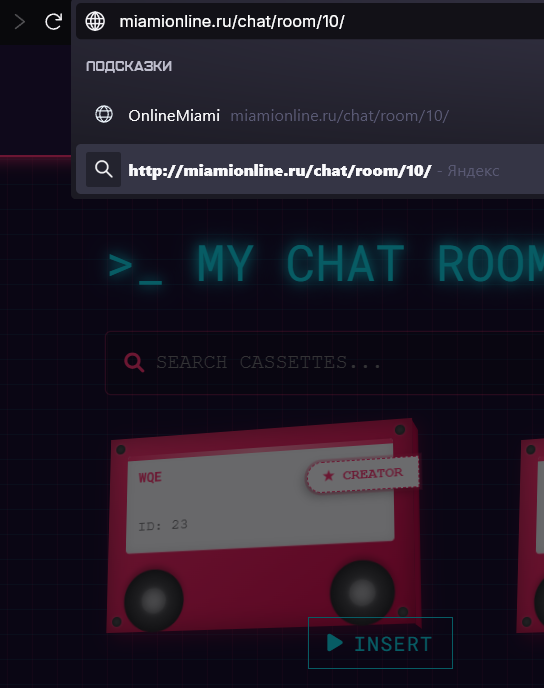 miamionline.ru/chat/room/10/
ПОДСКАЗКИ
OnlineMiami miamionline.ru/chat/room/10/
http://miamionline.ru/chat/room/10/ - Яндекс
>_ MY CHAT ROOM
SEARCH CASSETTES...
WQE
★ CREATOR
ID: 23
INSERT